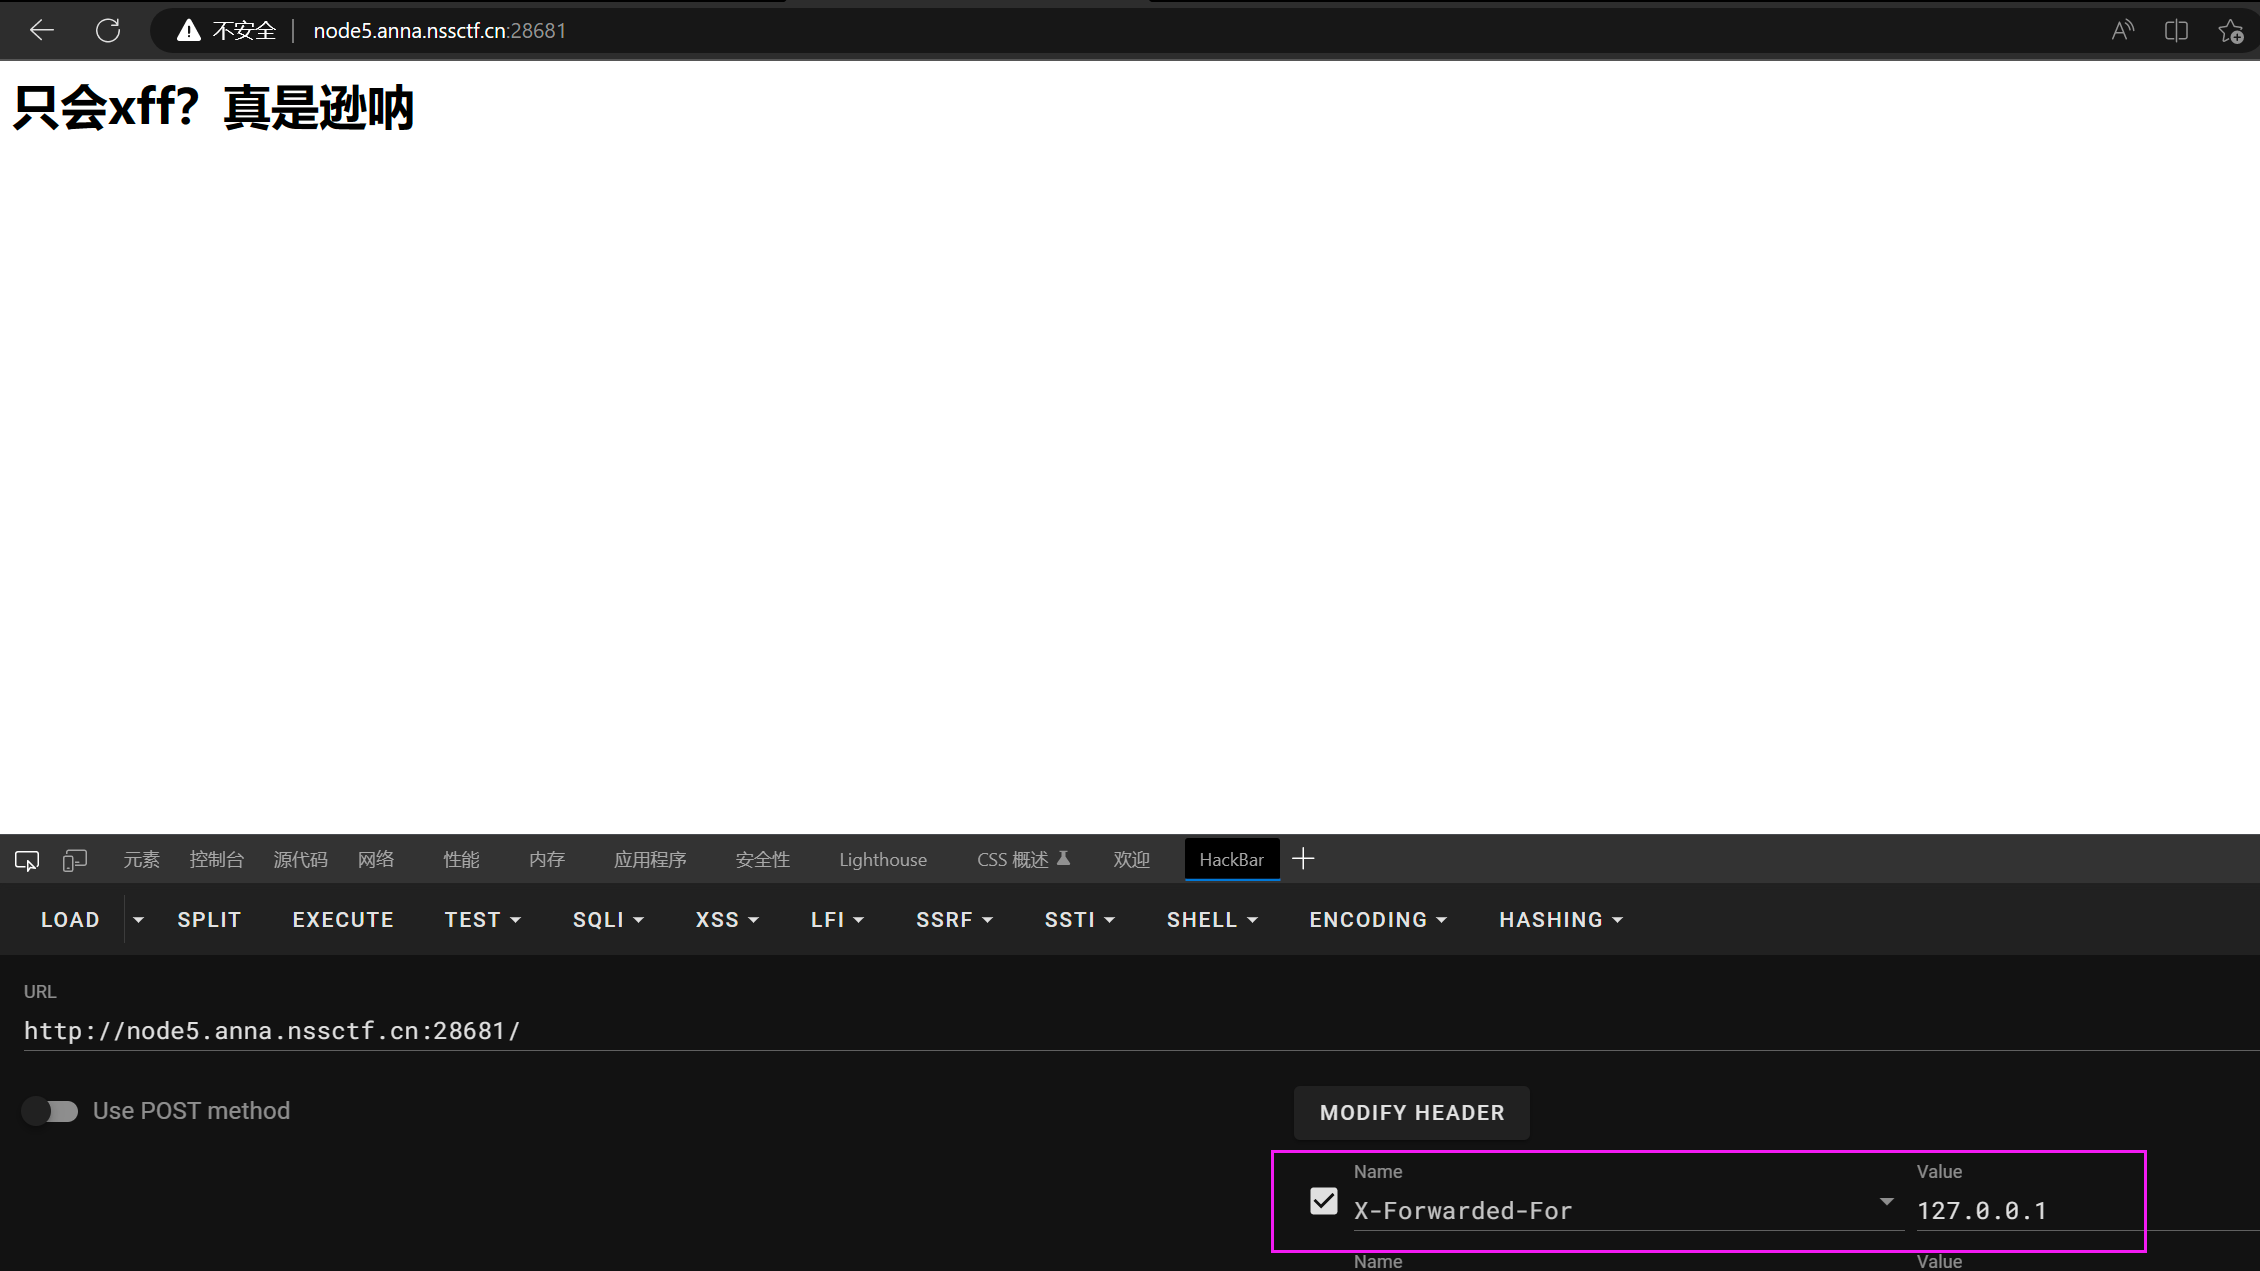 不安全 | node5.anna.nssctf.cn:28681
只会xff？真是逊呐
元素 控制台 源代码 网络 性能 内存 应用程序 安全性 Lighthouse CSS 概述 欢迎 HackBar
LOAD SPLIT EXECUTE TEST SQLI XSS LFI SSRF SSTI SHELL ENCODING HASHING
URL
http://node5.anna.nssctf.cn:28681/
Use POST method
MODIFY HEADER
Name Value
X-Forwarded-For 127.0.0.1
Name Value